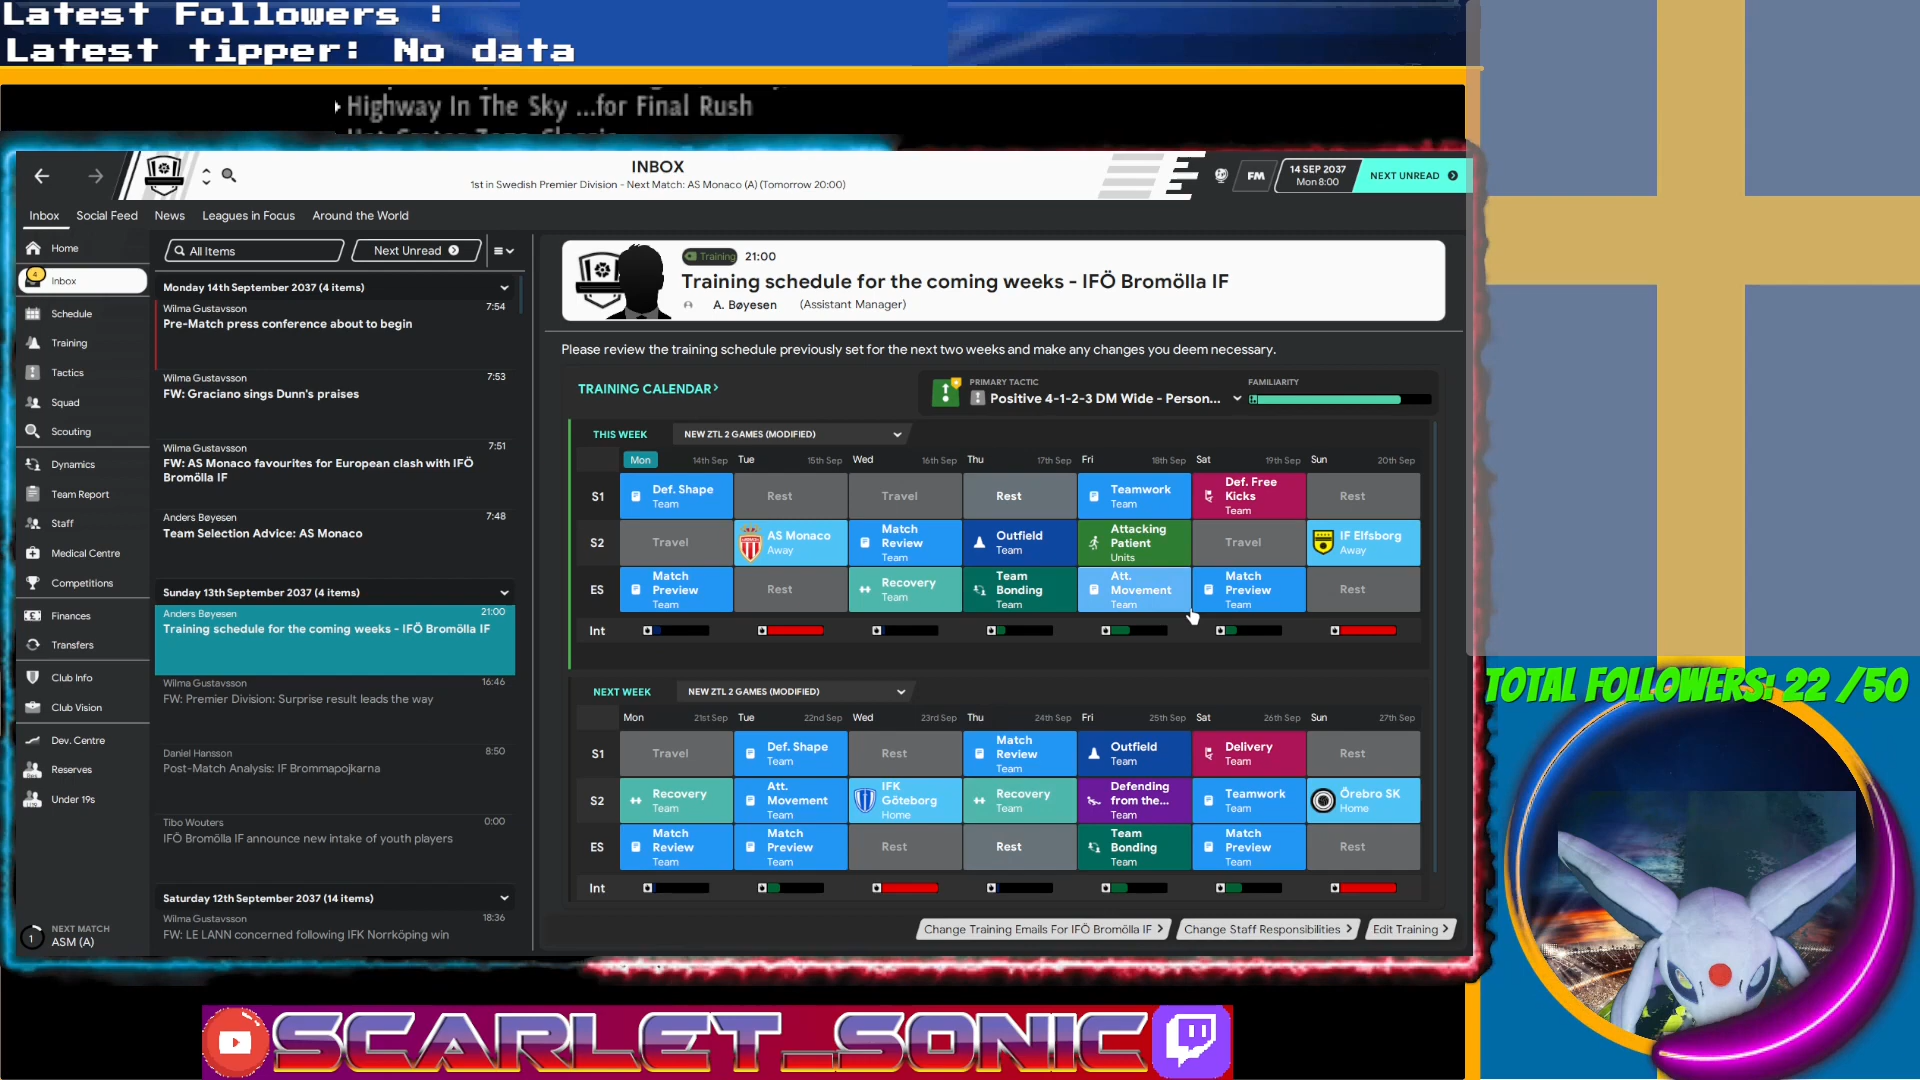 Latest Followers :
Latest tipper: No data
Highway In The Sky ...for Final Rush
INBOX
1st in Swedish Premier Division - Next Match: AS Monaco (A) (Tomorrow 20:00)
FM
14 SEP 2037
Mon 8:00
NEXT UNREAD
Inbox Social Feed News Leagues in Focus Around the World
Home
4
Inbox
Schedule
Training
Tactics
Squad
Scouting
Dynamics
Team Report
Staff
Medical Centre
Competitions
Finances
Transfers
Club Info
Club Vision
Dev. Centre
Reserves
Under 19s
1
NEXT MATCH
ASM (A)
All Items
Next Unread
Monday 14th September 2037 (4 items)
Wilma Gustavsson 7:54
Pre-Match press conference about to begin
Wilma Gustavsson 7:53
FW: Graciano sings Dunn's praises
Wilma Gustavsson 7:51
FW: AS Monaco favourites for European clash with IFÖ
Bromölla IF
Anders Bøyesen 7:48
Team Selection Advice: AS Monaco
Sunday 13th September 2037 (4 items)
Anders Bøyesen 21:00
Training schedule for the coming weeks - IFÖ Bromölla IF
Wilma Gustavsson 16:46
FW: Premier Division: Surprise result leads the way
Daniel Hansson 8:50
Post-Match Analysis: IF Brommapojkarna
Tibo Wouters 0:00
IFÖ Bromölla IF announce new intake of youth players
Saturday 12th September 2037 (14 items)
Wilma Gustavsson 18:36
FW: LE LANN concerned following IFK Norrköping win
Training 21:00
Training schedule for the coming weeks - IFÖ Bromölla IF
A. Bøyesen (Assistant Manager)
Please review the training schedule previously set for the next two weeks and make any changes you deem necessary.
TRAINING CALENDAR
PRIMARY TACTIC
Positive 4-1-2-3 DM Wide - Person...
FAMILIARITY
THIS WEEK NEW ZTL 2 GAMES (MODIFIED)
Mon 14th Sep Tue 15th Sep Wed 16th Sep Thu 17th Sep Fri 18th Sep Sat 19th Sep Sun 20th Sep
S1
Def. Shape
Team
Rest
Travel
Rest
Teamwork
Team
Def. Free
Kicks
Team
Rest
S2
Travel
AS Monaco
Away
Match
Review
Team
Outfield
Team
Attacking
Patient
Units
Travel
IF Elfsborg
Away
ES
Match
Preview
Team
Rest
Recovery
Team
Team
Bonding
Team
Att.
Movement
Team
Match
Preview
Team
Rest
Int
NEXT WEEK NEW ZTL 2 GAMES (MODIFIED)
Mon 21st Sep Tue 22nd Sep Wed 23rd Sep Thu 24th Sep Fri 25th Sep Sat 26th Sep Sun 27th Sep
S1
Travel
Def. Shape
Team
Rest
Match
Review
Team
Outfield
Team
Delivery
Team
Rest
S2
Recovery
Team
Att.
Movement
Team
IFK
Göteborg
Home
Recovery
Team
Defending
from the...
Team
Teamwork
Team
Örebro SK
Home
ES
Match
Review
Team
Match
Preview
Team
Rest
Rest
Team
Bonding
Team
Match
Preview
Team
Rest
Int
Change Training Emails For IFÖ Bromölla IF
Change Staff Responsibilities
Edit Training
TOTAL FOLLOWERS: 22 /50
SCARLET_SONIC